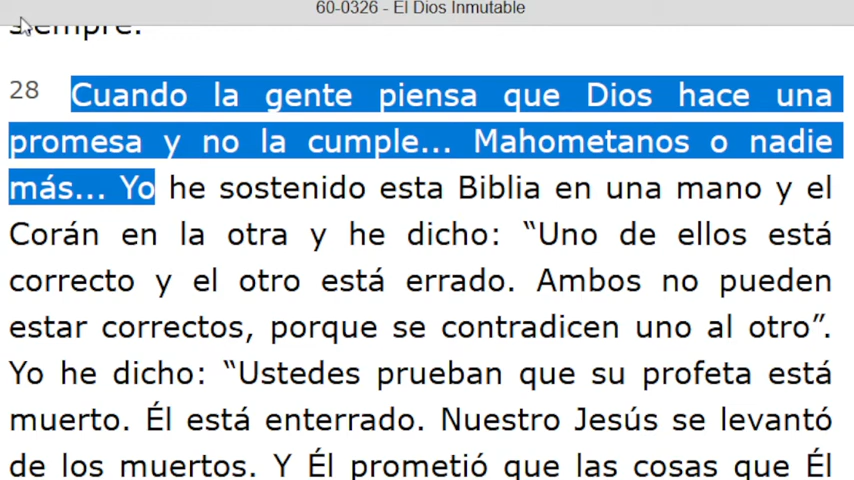 60-0326 - El Dios Inmutable
siempre.
28 Cuando la gente piensa que Dios hace una
promesa y no la cumple... Mahometanos o nadie
más... Yo he sostenido esta Biblia en una mano y el
Corán en la otra y he dicho: “Uno de ellos está
correcto y el otro está errado. Ambos no pueden
estar correctos, porque se contradicen uno al otro”.
Yo he dicho: “Ustedes prueban que su profeta está
muerto. Él está enterrado. Nuestro Jesús se levantó
de los muertos. Y Él prometió que las cosas que Él